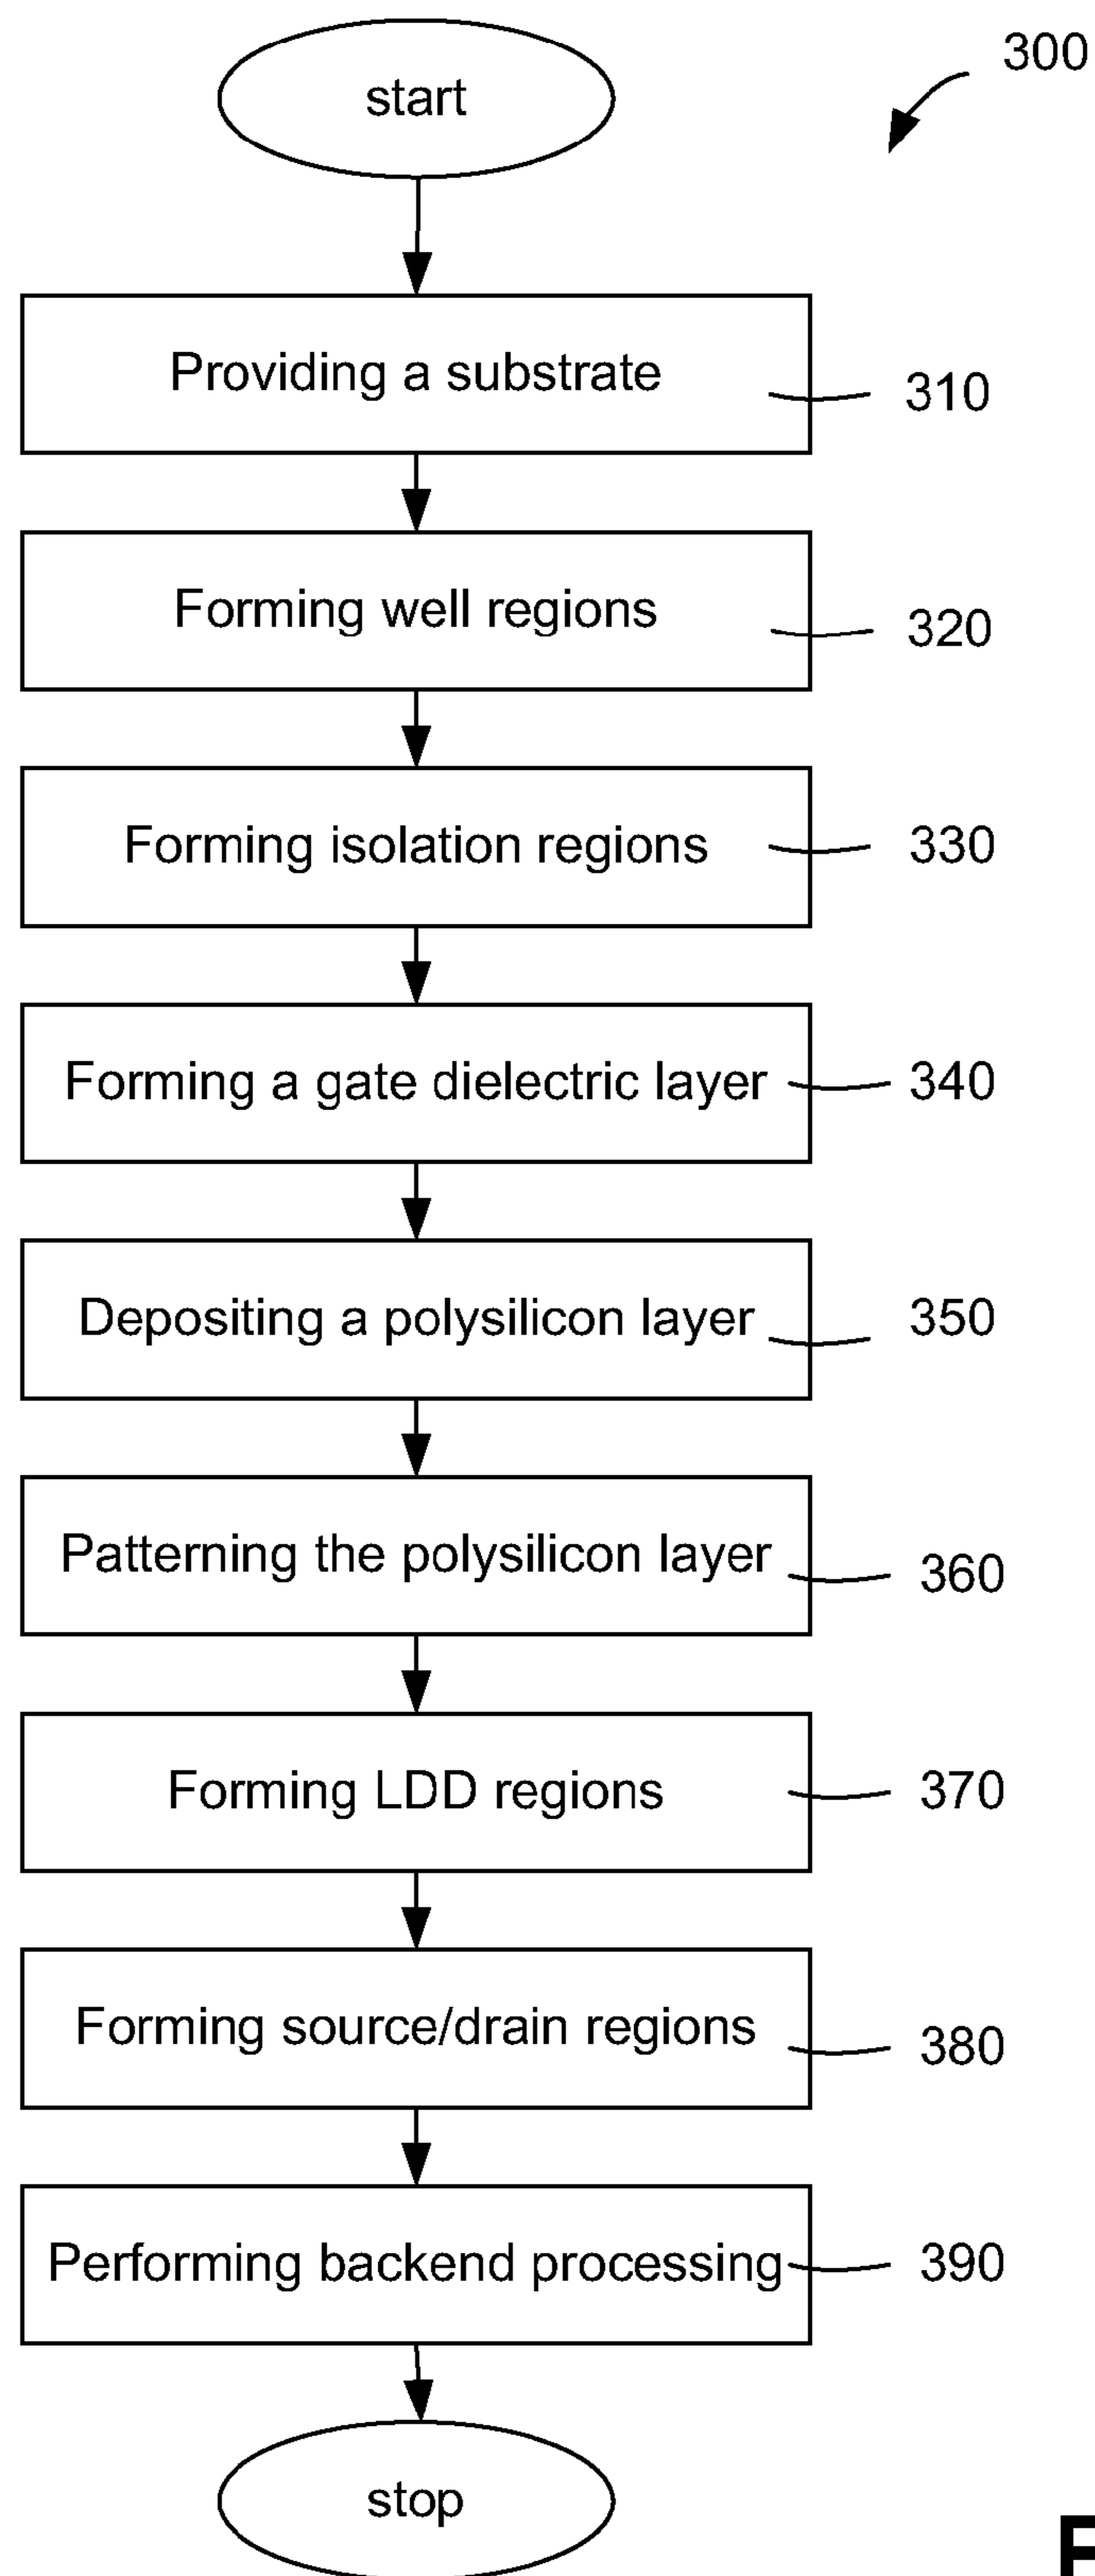 start
300
Providing a substrate
310
Forming well regions
320
Forming isolation regions
330
Forming a gate dielectric layer
340
Depositing a polysilicon layer
350
Patterning the polysilicon layer
360
Forming LDD regions
370
Forming source/drain regions
380
Performing backend processing
390
stop